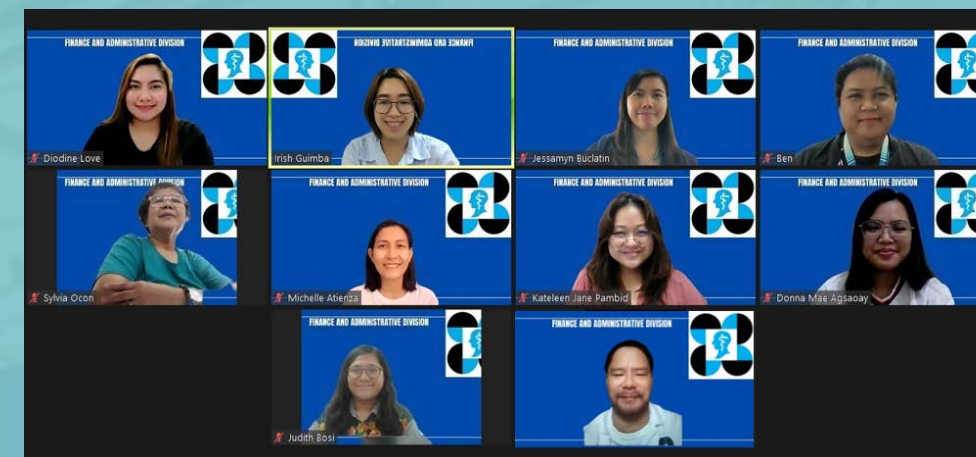 FINANCE AND ADMINISTRATIVE DIVISION
Diodine Love
FINANCE AND ADMINISTRATIVE DIVISION
Irish Guimba
FINANCE AND ADMINISTRATIVE DIVISION
Jessamyn Buclatin
FINANCE AND ADMINISTRATIVE DIVISION
Ben
FINANCE AND ADMINISTRATIVE DIVISION
Sylvia Ocon
FINANCE AND ADMINISTRATIVE DIVISION
Michelle Atienza
FINANCE AND ADMINISTRATIVE DIVISION
Kateleen Jane Pambid
FINANCE AND ADMINISTRATIVE DIVISION
Donna Mae Agsaoay
FINANCE AND ADMINISTRATIVE DIVISION
Judith Bosi
FINANCE AND ADMINISTRATIVE DIVISION